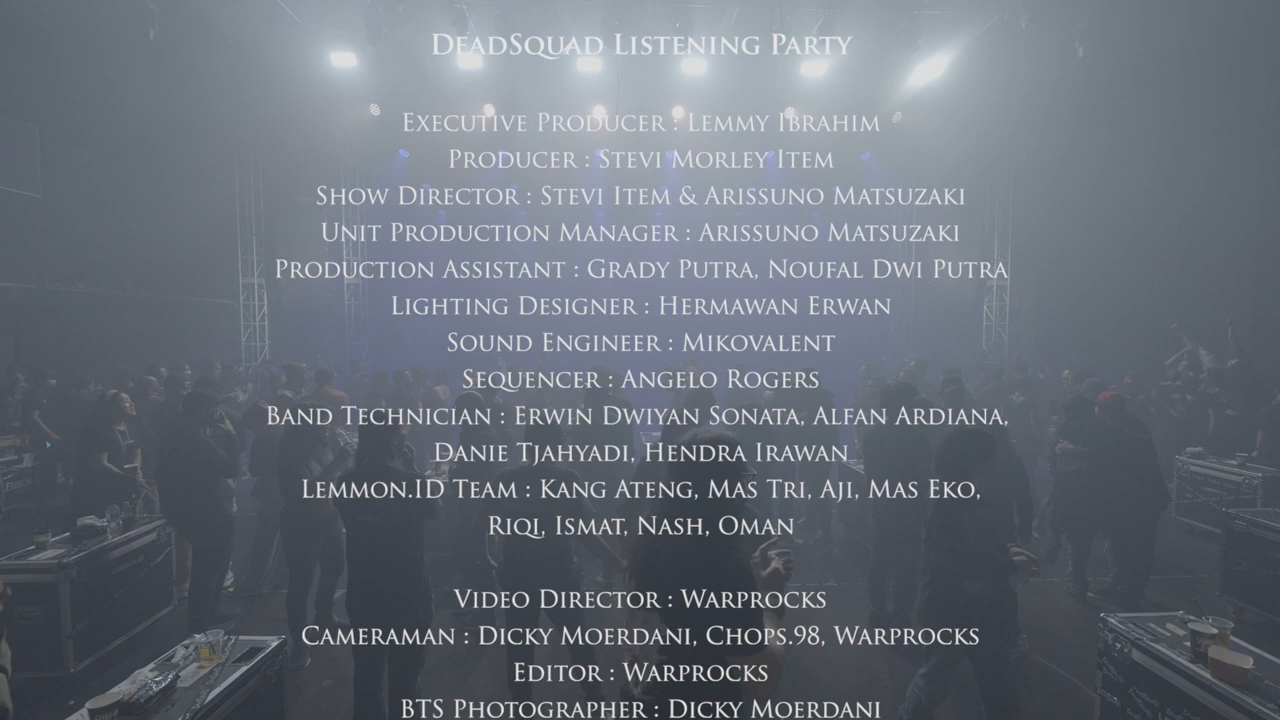 DeadSquad Listening Party
Executive Producer : Lemmy Ibrahim
Producer : Stevi Morley Item
Show Director : Stevi Item & Arissuno Matsuzaki
Unit Production Manager : Arissuno Matsuzaki
Production Assistant : Grady Putra, Noufal Dwi Putra
Lighting Designer : Hermawan Erwan
Sound Engineer : Mikovalent
Sequencer : Angelo Rogers
Band Technician : Erwin Dwiyan Sonata, Alfan Ardiana,
Danie Tjahyadi, Hendra Irawan
Lemmon.ID Team : Kang Ateng, Mas Tri, Aji, Mas Eko,
Riqi, Ismat, Nash, Oman
Video Director : Warprocks
Cameraman : Dicky Moerdani, Chops.98, Warprocks
Editor : Warprocks
BTS Photographer : Dicky Moerdani